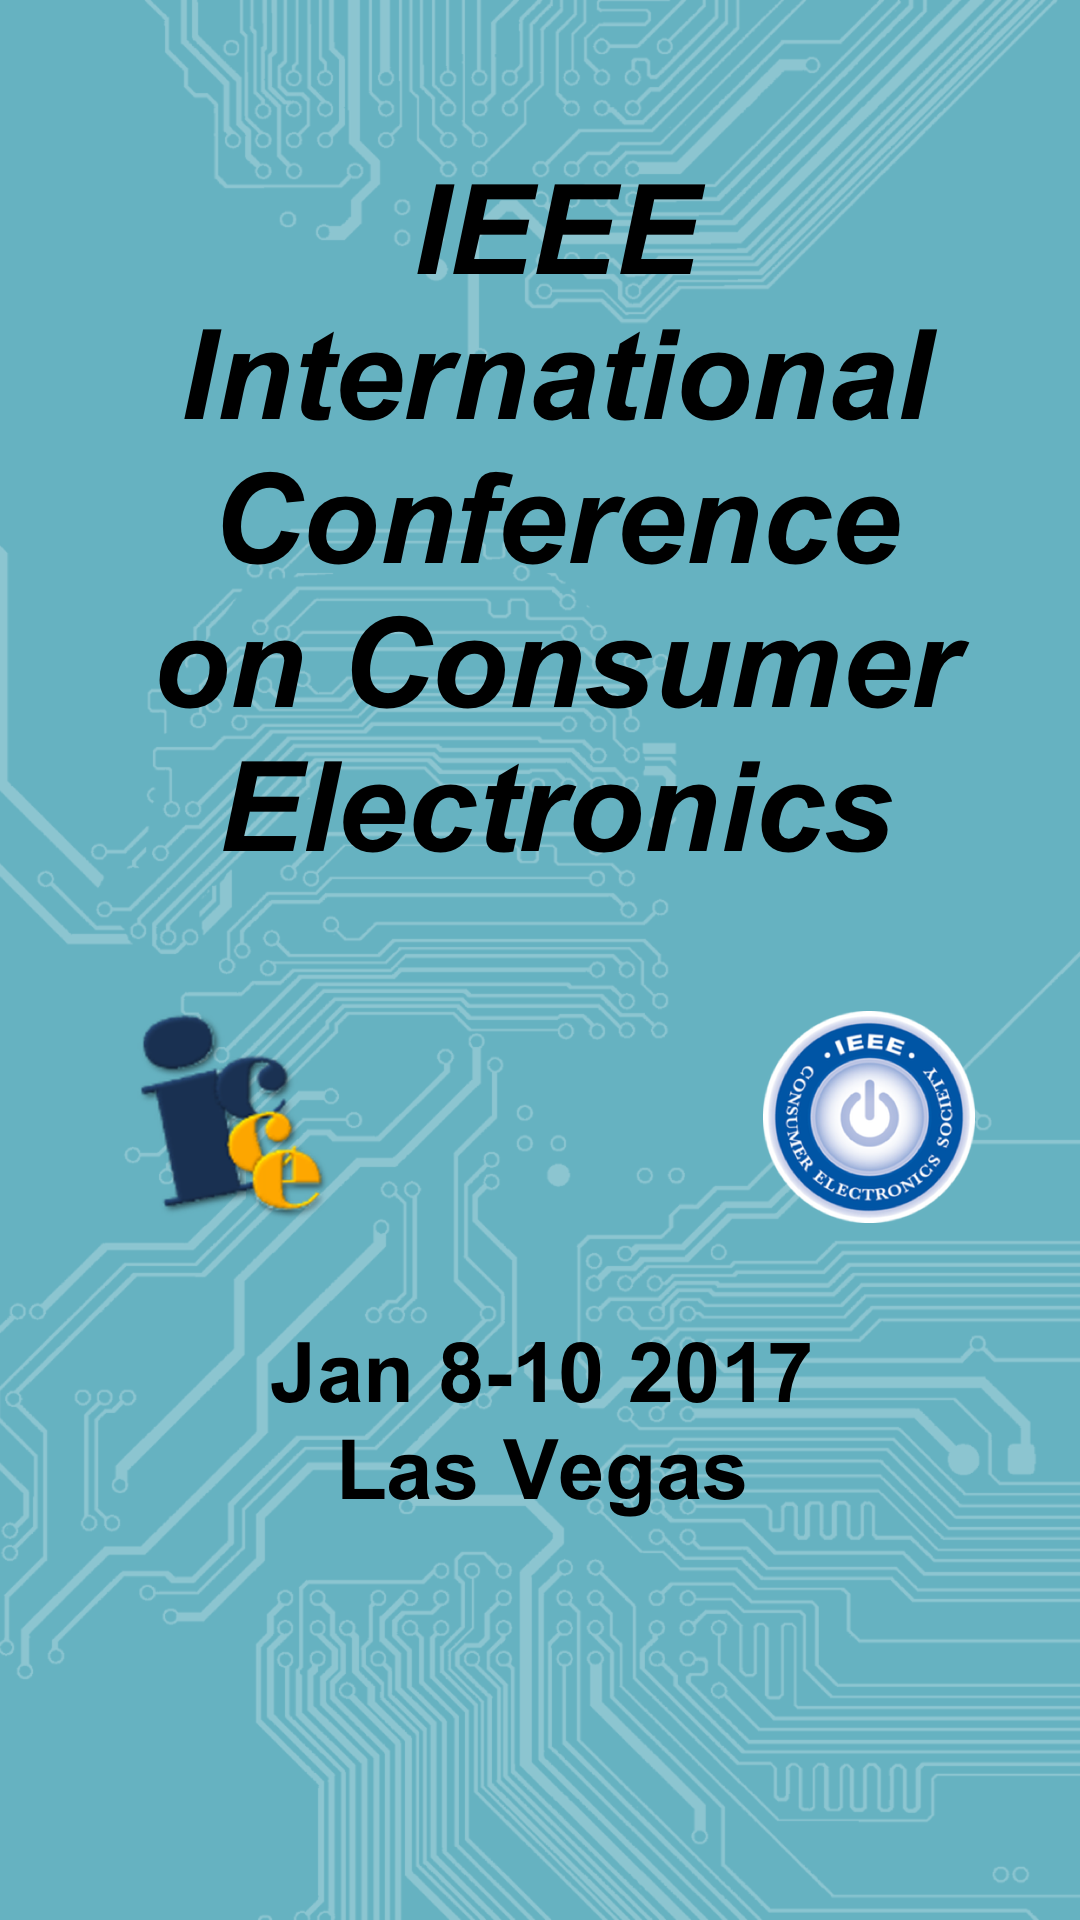 IEEE
International
Conference
on Consumer
Electronics
icce
· IEEE ·
CONSUMER ELECTRONICS SOCIETY
Jan 8-10 2017
Las Vegas